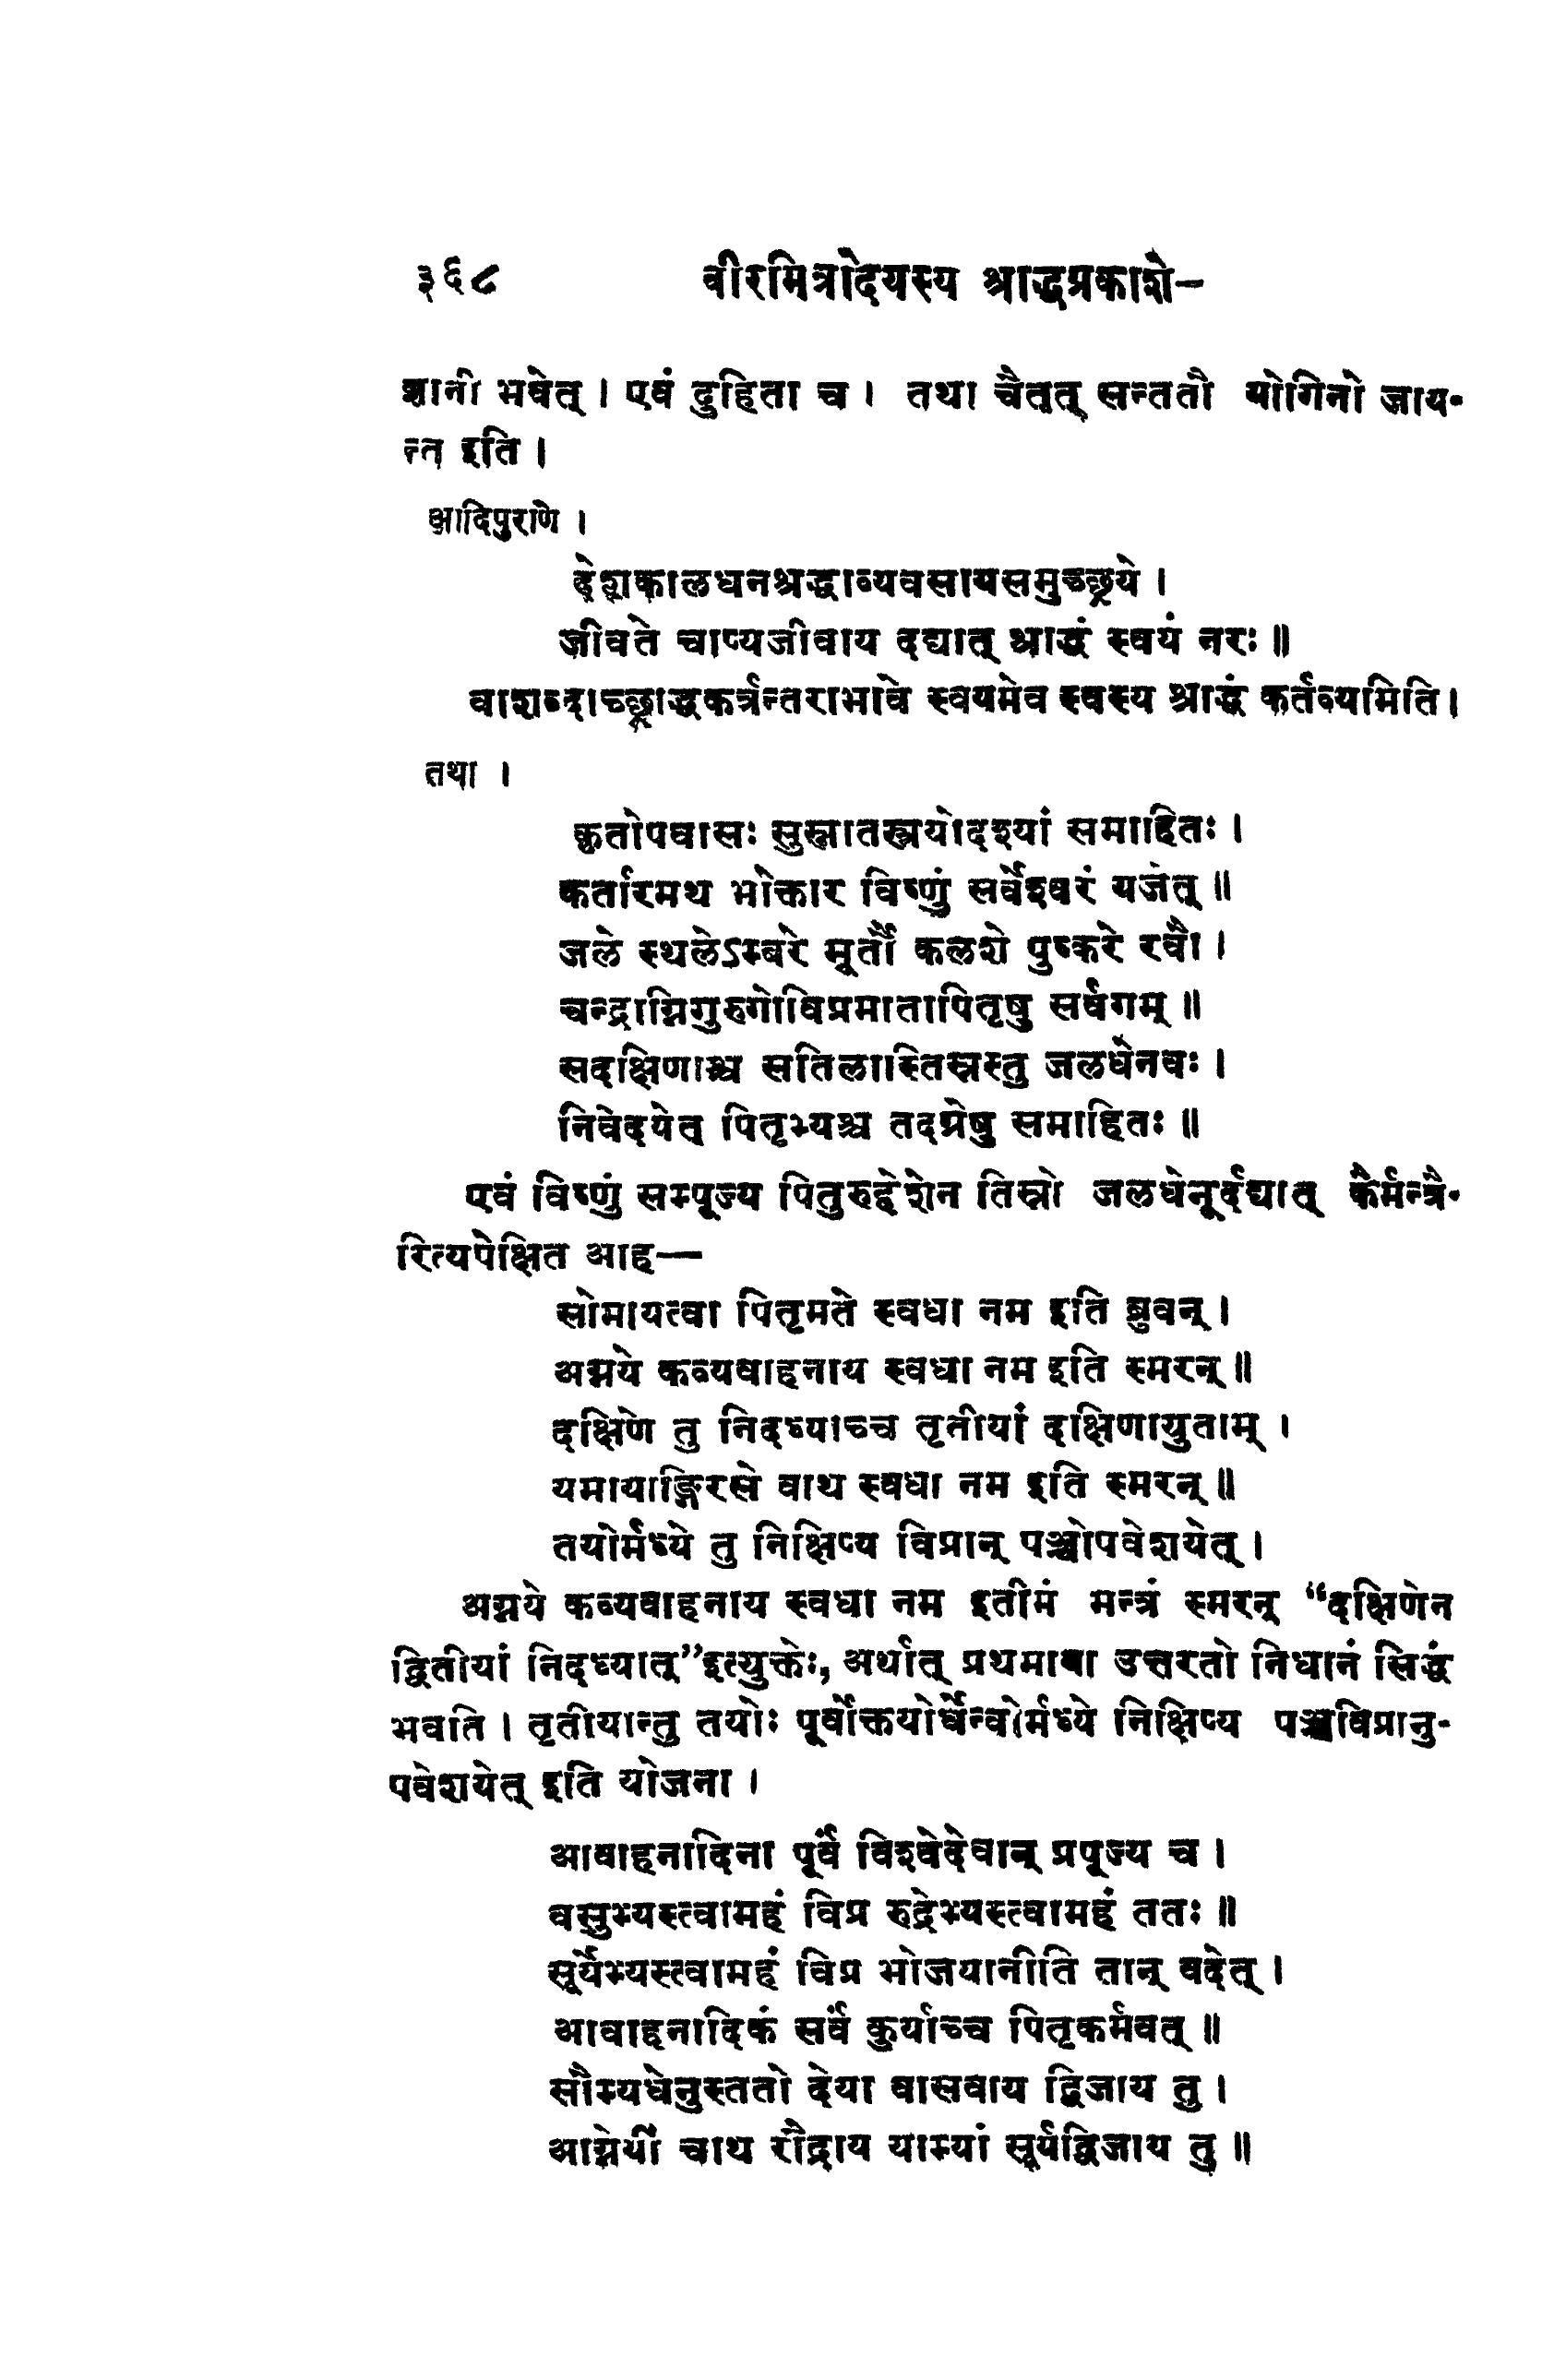 ३६८ वीरमित्रोदयस्य श्राद्धप्रकाशे-
ज्ञानी भवेत् । एवं दुहिता च । तथा चैतत् सन्ततौ योगिनो जाय-
न्त इति ।
आदिपुराणे ।
देशकालधनश्रद्धाव्यवसायसमुच्छ्रये ।
जीवते चाप्यजीवाय दद्यात् श्राद्धं स्वयं नरः ॥
वाशब्दाच्छ्राद्धकर्त्रन्तराभावे स्वयमेव स्वस्य श्राद्धं कर्तव्यमिति ।
तथा ।
कृतोपवासः सुस्नातस्त्रयोदश्यां समाहितः ।
कर्तारमथ भोक्तार विष्णुं सर्वेश्वरं यजेत् ॥
जले स्थलेऽम्बरे मूर्तौ कलशे पुष्करे रवौ ।
चन्द्राग्निगुरुगोविप्रमातापितृषु सर्वगम् ॥
सदक्षिणाश्च सतिलास्तिस्रस्तु जलधेनवः ।
निवेदयेत् पितृभ्यश्च तदग्रेषु समाहितः ॥
एवं विष्णुं सम्पूज्य पितुरुद्देशेन तिस्रो जलधेनूर्दद्यात् कैर्मन्त्रै-
रित्यपेक्षित आह—
सोमायत्वा पितृमते स्वधा नम इति ब्रुवन् ।
अग्नये कव्यवाहनाय स्वधा नम इति स्मरन् ॥
दक्षिणे तु निदध्याच्च तृतीयां दक्षिणायुताम् ।
यमायाङ्गिरसे वाथ स्वधा नम इति स्मरन् ॥
तयोर्मध्ये तु निक्षिप्य विप्रान् पञ्चोपवेशयेत् ।
अग्नये कव्यवाहनाय स्वधा नम इतीमं मन्त्रं स्मरन् “दक्षिणेन
द्वितीयां निदध्यात्”इत्युक्तेः, अर्थात् प्रथमाया उत्तरतो निधानं सिद्धं
भवति । तृतीयान्तु तयोः पूर्वोक्तयोर्धेन्वोर्मध्ये निक्षिप्य पञ्चविप्रानु-
पवेशयेत् इति योजना ।
आवाहनादिना पूर्वं विश्वेदेवान् प्रपूज्य च ।
वसुभ्यस्त्वामहं विप्र रुद्रेभ्यस्त्वामहं ततः ॥
सूर्येभ्यस्त्वामहं विप्र भोजयानीति तान् वदेत् ।
आवाहनादिकं सर्वं कुर्याच्च पितृकर्मवत् ॥
सौम्यधेनुस्ततो देया वासवाय द्विजाय तु ।
आग्नेयीं चाथ रौद्राय याम्यां सूर्यद्विजाय तु ॥